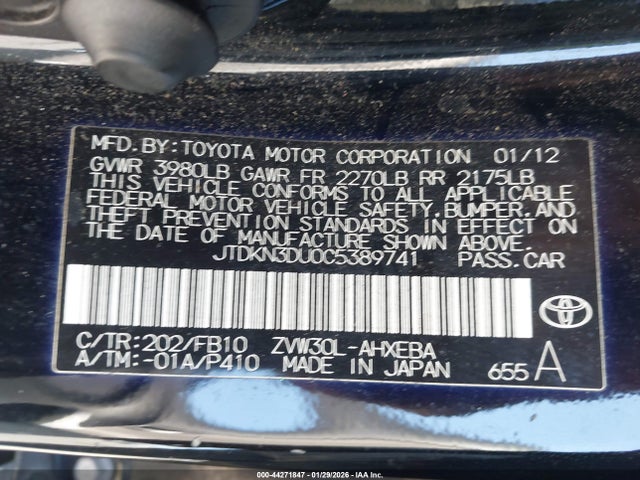 MFD. BY: TOYOTA MOTOR CORPORATION 01/12
GVWR 3980LB GAWR FR 2270LB RR 2175LB
THIS VEHICLE CONFORMS TO ALL APPLICABLE
FEDERAL MOTOR VEHICLE SAFETY, BUMPER, AND
THEFT PREVENTION STANDARDS IN EFFECT ON
THE DATE OF MANUFACTURE SHOWN ABOVE.
JTDKN3DU0C5389741 PASS. CAR
C/TR: 202/FB10 ZVW30L-AHXEBA
A/TM: -01A/P410 MADE IN JAPAN 655 A
000-44271847 | 01/29/2026 - IAA Inc.